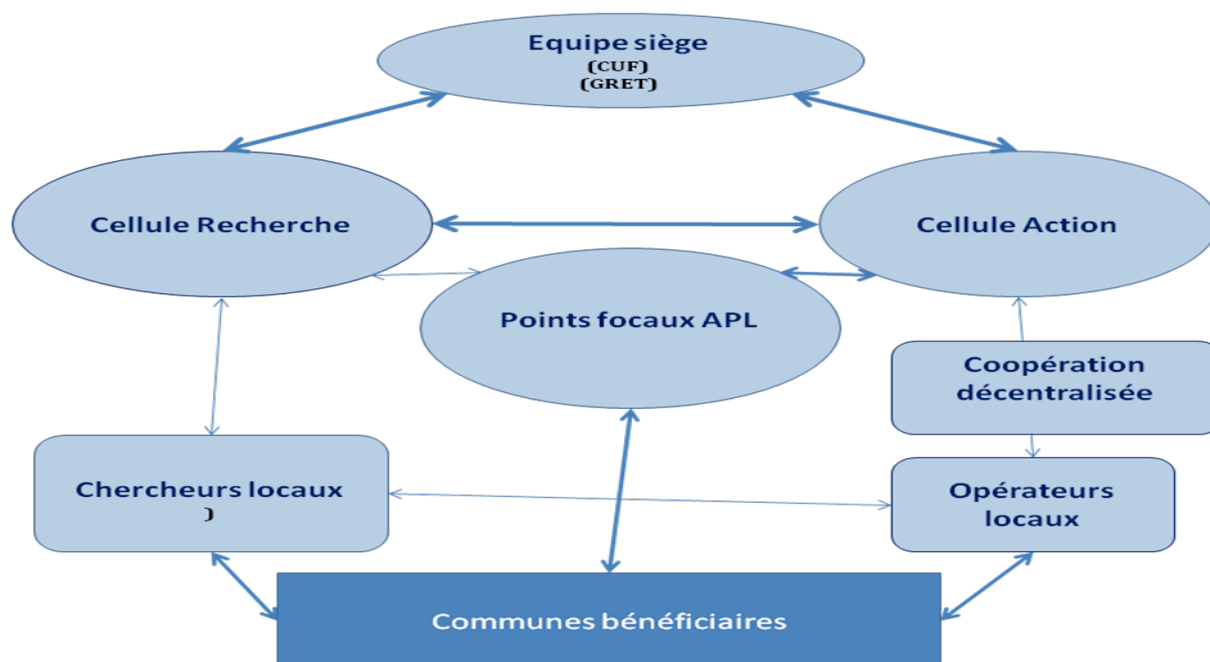 Equipe siège
(CUF)
(GRET)
Cellule Recherche
Cellule Action
Points focaux APL
Coopération
décentralisée
Chercheurs locaux
)
Opérateurs
locaux
Communes bénéficiaires